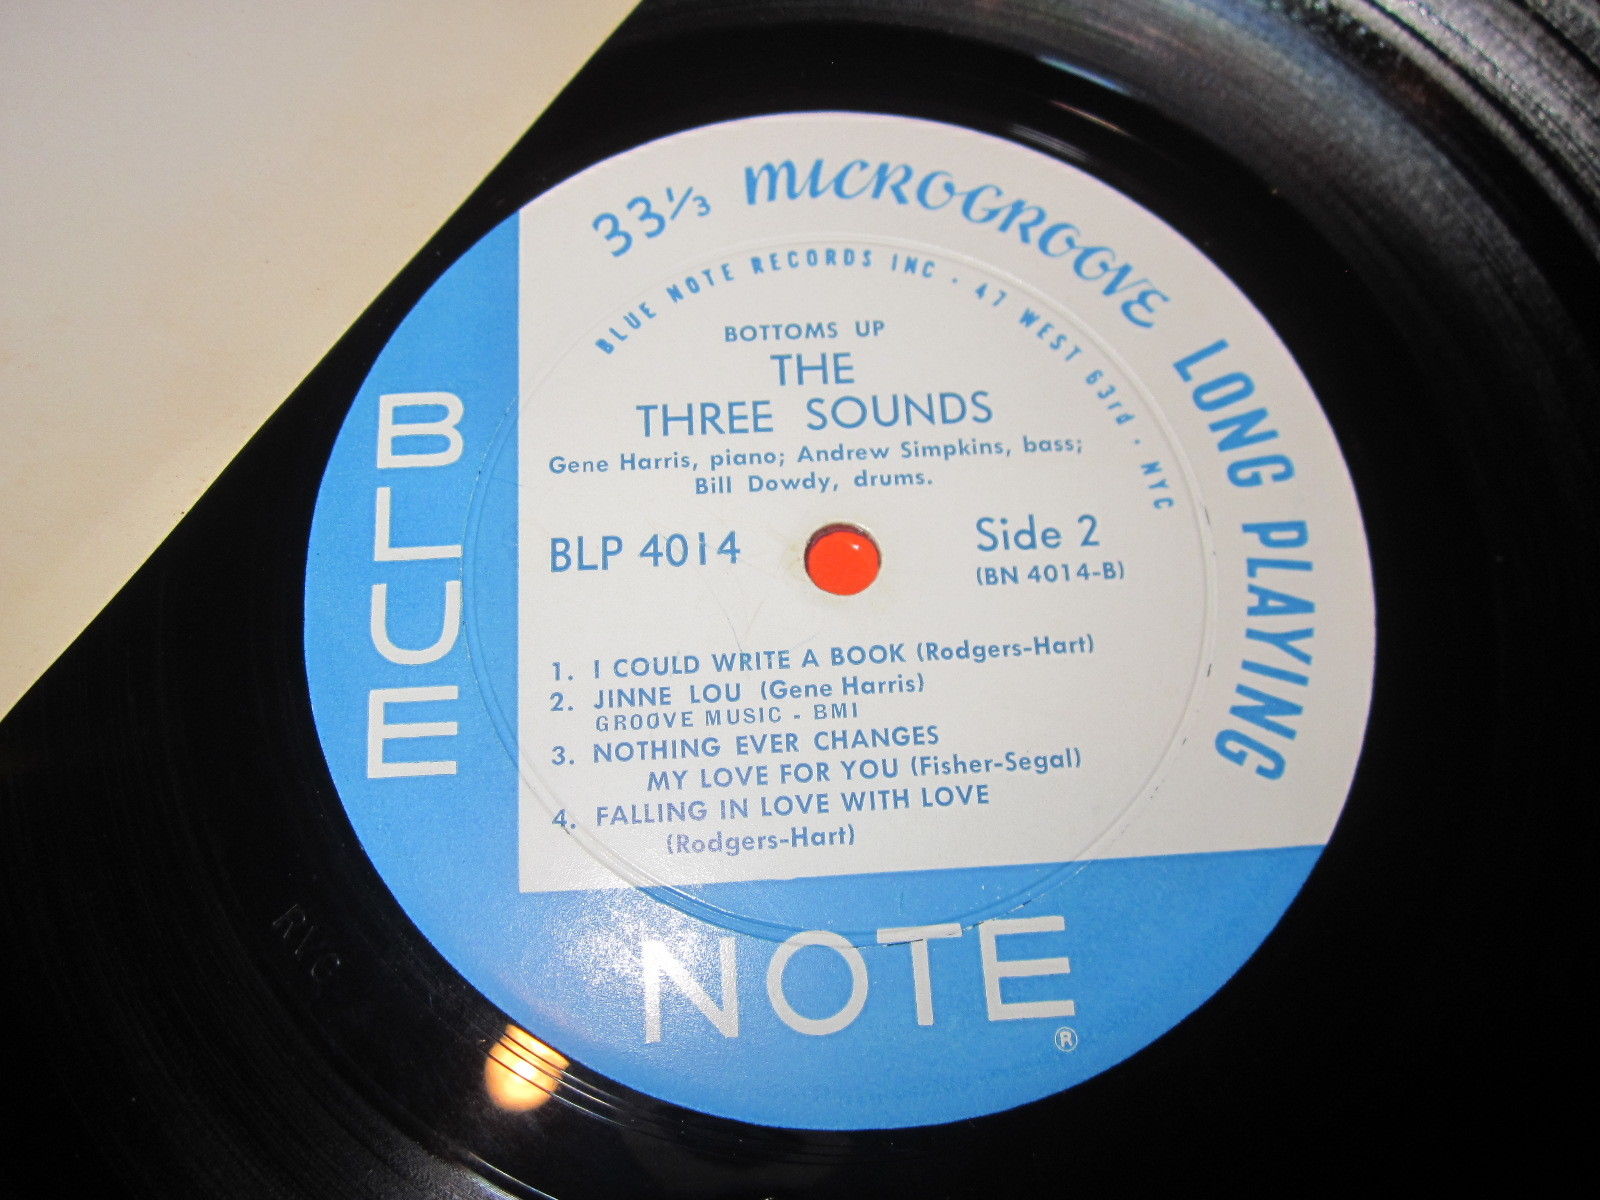 33⅓ MICROGROOVE LONG PLAYING
BLUE NOTE RECORDS INC · 47 WEST 63rd · NYC
BOTTOMS UP
THE
THREE SOUNDS
Gene Harris, piano; Andrew Simpkins, bass;
Bill Dowdy, drums.
BLP 4014
Side 2
(BN 4014-B)
1. I COULD WRITE A BOOK (Rodgers-Hart)
2. JINNE LOU (Gene Harris)
GROOVE MUSIC - BMI
3. NOTHING EVER CHANGES
MY LOVE FOR YOU (Fisher-Segal)
4. FALLING IN LOVE WITH LOVE
(Rodgers-Hart)
BLUE
NOTE
®
RVG